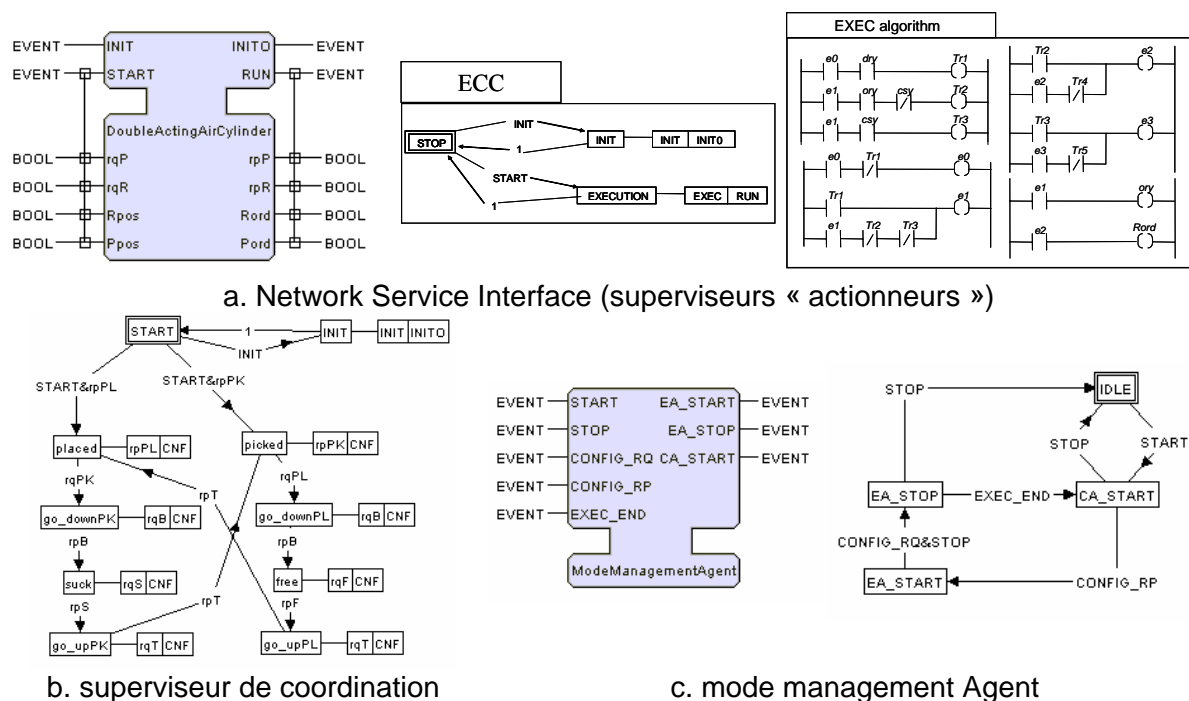 EVENT INIT INITO EVENT
EVENT START RUN EVENT
DoubleActingAirCylinder
BOOL rqP rpP BOOL
BOOL rqR rpR BOOL
BOOL Rpos Rord BOOL
BOOL Ppos Pord BOOL
ECC
STOP
INIT
1
INIT
INIT INIT0
START
1
EXECUTION
EXEC RUN
EXEC algorithm
e0 dry Tr1
e1 ory csy Tr2
e1 csy Tr3
e0 Tr1 e0
Tr1 e1
e1 Tr2 Tr3
Tr2 e2
e2 Tr4
Tr3 e3
e3 Tr5
e1 ory
e2 Rord
a. Network Service Interface (superviseurs « actionneurs »)
START
1
INIT
INIT
INIT INITO
START&rpPL
START&rpPK
placed rpPL CNF
picked rpPK CNF
rqPK
rqPL
rpT
go_downPK rqB CNF
go_downPL rqB CNF
rpB
rpB
suck rqS CNF
free rqF CNF
rpS
rpT
rpF
go_upPK rqT CNF
go_upPL rqT CNF
b. superviseur de coordination
EVENT START EA_START EVENT
EVENT STOP EA_STOP EVENT
EVENT CONFIG_RQ CA_START EVENT
EVENT CONFIG_RP
EVENT EXEC_END
ModeManagementAgent
STOP
IDLE
STOP
START
EA_STOP
EXEC_END
CA_START
CONFIG_RQ&STOP
EA_START
CONFIG_RP
c. mode management Agent